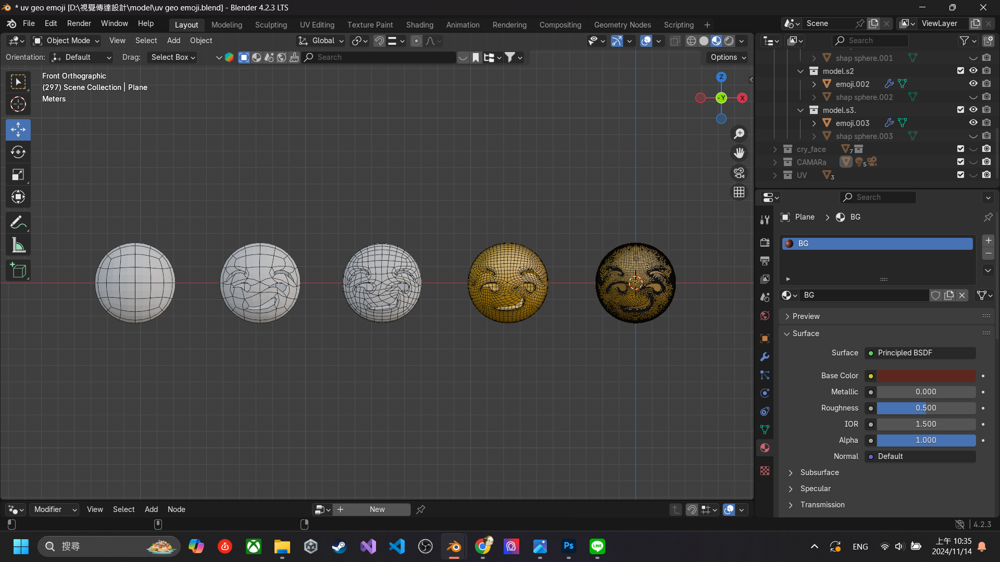 * uv geo emoji [D:\視覺傳達設計\model\uv geo emoji.blend] - Blender 4.2.3 LTS
File Edit Render Window Help
Layout Modeling Sculpting UV Editing Texture Paint Shading Animation Rendering Compositing Geometry Nodes Scripting +
Scene
ViewLayer
Object Mode View Select Add Object
Global
Search
Orientation: Default Drag: Select Box
Search
Options
Front Orthographic
(297) Scene Collection | Plane
Meters
Z
-Y
X
shap sphere.001
model.s2
emoji.002
shap sphere.002
model.s3.
emoji.003
shap sphere.003
cry_face 7
CAMARa 5
UV 3
Search
Plane > BG
BG
BG
Preview
Surface
Surface Principled BSDF
Base Color
Metallic 0.000
Roughness 0.500
IOR 1.500
Alpha 1.000
Normal Default
Subsurface
Specular
Transmission
Modifier View Select Add Node
New
4.2.3
搜尋
Ps
LINE
ENG
上午 10:35
2024/11/14